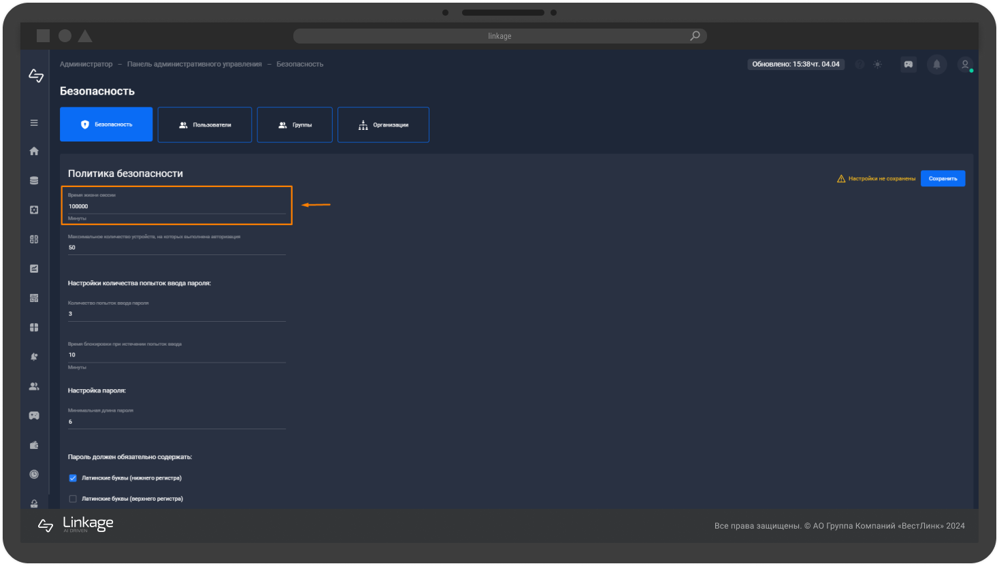 linkage
Администратор – Панель административного управления – Безопасность
Обновлено: 15:38чт. 04.04
Безопасность
Безопасность
Пользователи
Группы
Организации
Политика безопасности
Настройки не сохранены
Сохранить
Время жизни сессии
100000
Минуты
Максимальное количество устройств, на которых выполнена авторизация
50
Настройки количества попыток ввода пароля:
Количество попыток ввода пароля
3
Время блокировки при истечении попыток ввода
10
Минуты
Настройка пароля:
Минимальная длина пароля
6
Пароль должен обязательно содержать:
Латинские буквы (нижнего регистра)
Латинские буквы (верхнего регистра)
Linkage
AI DRIVEN
Все права защищены. © АО Группа Компаний «ВестЛинк» 2024